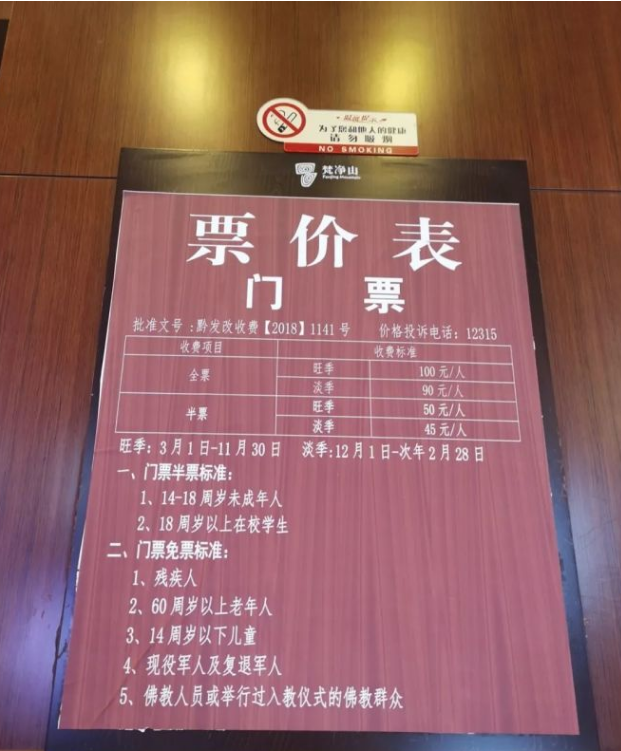 温馨提示
为了您和他人的健康
请勿吸烟
NO SMOKING
梵净山
Fanjing Mountain
票价表
门票
批准文号:黔发改收费【2018】1141号 价格投诉电话:12315
收费项目 收费标准
全票 旺季 100元/人
淡季 90元/人
半票 旺季 50元/人
淡季 45元/人
旺季:3月1日-11月30日 淡季:12月1日-次年2月28日
一、门票半票标准:
1、14-18周岁未成年人
2、18周岁以上在校学生
二、门票免票标准:
1、残疾人
2、60周岁以上老年人
3、14周岁以下儿童
4、现役军人及复退军人
5、佛教人员或举行过入教仪式的佛教群众